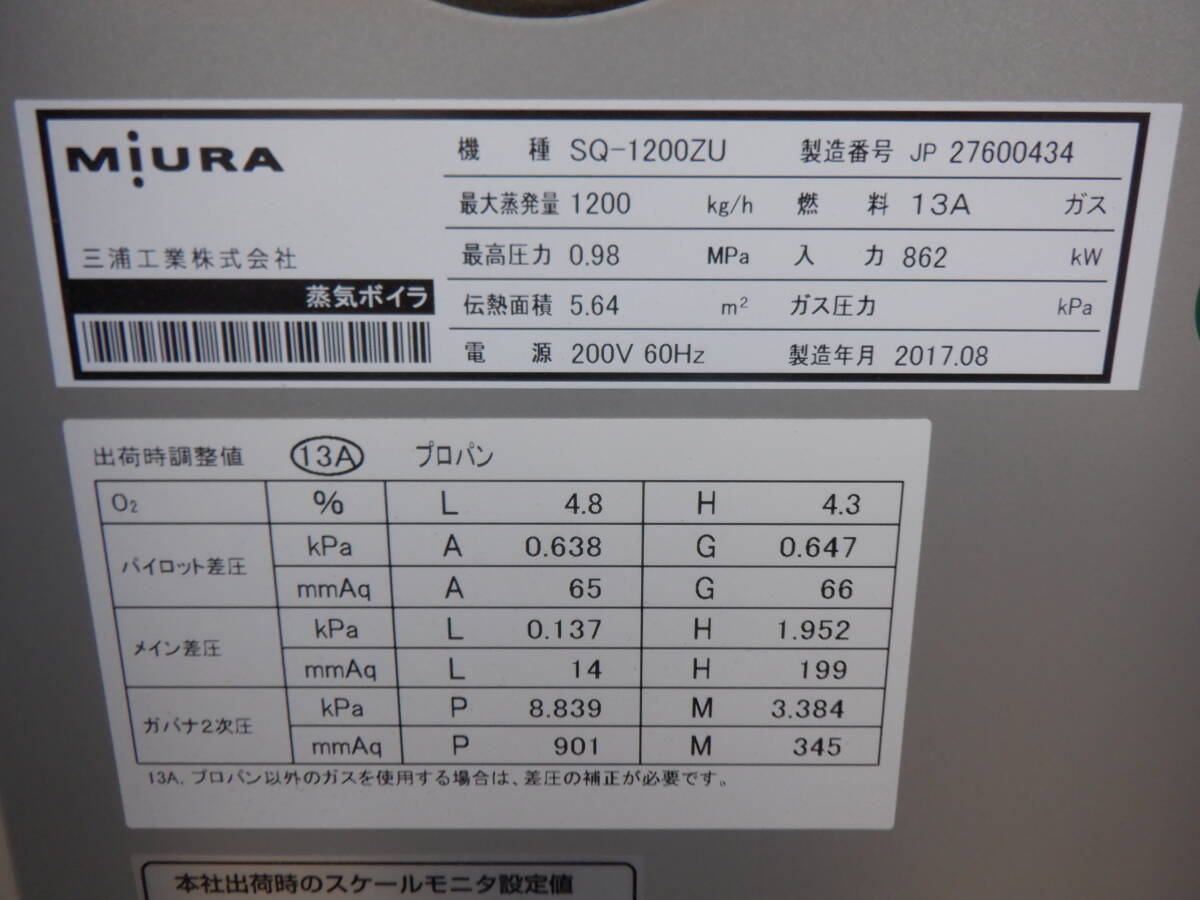 MiURA
三浦工業株式会社
蒸気ボイラ
機 種 SQ-1200ZU 製造番号 JP 27600434
最大蒸発量 1200 kg/h 燃 料 13A ガス
最高圧力 0.98 MPa 入 力 862 kW
伝熱面積 5.64 m² ガス圧力 kPa
電 源 200V 60Hz 製造年月 2017.08
出荷時調整値 13A プロパン
O₂ % L 4.8 H 4.3
パイロット差圧 kPa A 0.638 G 0.647
mmAq A 65 G 66
メイン差圧 kPa L 0.137 H 1.952
mmAq L 14 H 199
ガバナ2次圧 kPa P 8.839 M 3.384
mmAq P 901 M 345
13A、プロパン以外のガスを使用する場合は、差圧の補正が必要です。
本社出荷時のスケールモニタ設定値